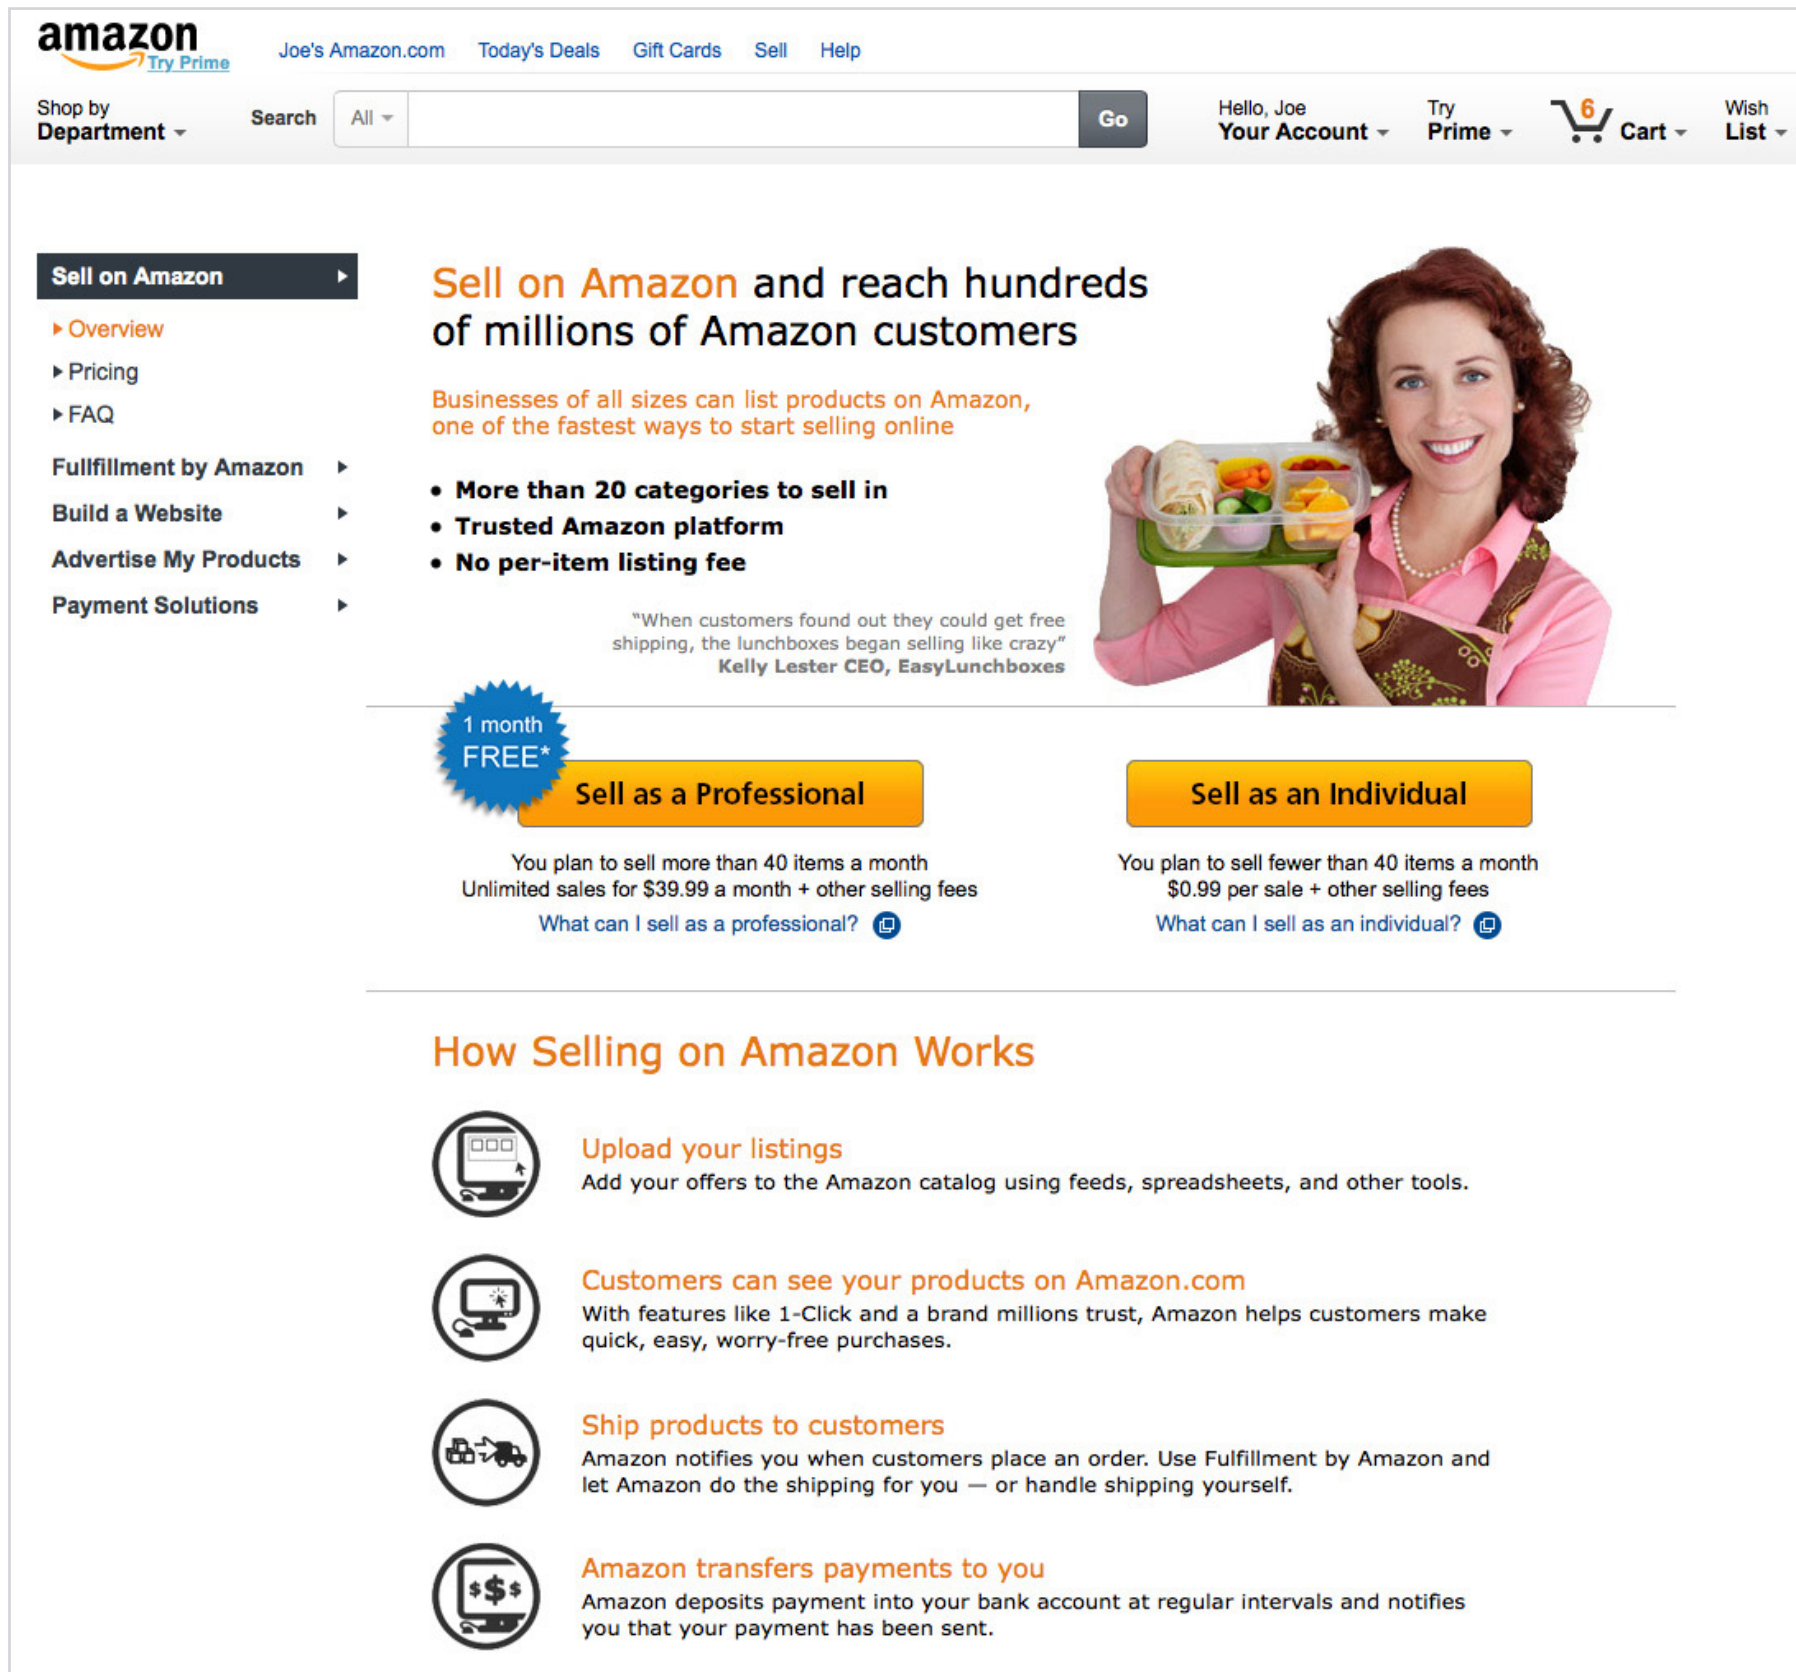 amazon
Try Prime
Joe's Amazon.com Today's Deals Gift Cards Sell Help
Shop by
Department
Search All Go
Hello, Joe
Your Account
Try
Prime
6
Cart
Wish
List
Sell on Amazon
Overview
Pricing
FAQ
Fullfillment by Amazon
Build a Website
Advertise My Products
Payment Solutions
Sell on Amazon and reach hundreds
of millions of Amazon customers
Businesses of all sizes can list products on Amazon,
one of the fastest ways to start selling online
• More than 20 categories to sell in
• Trusted Amazon platform
• No per-item listing fee
"When customers found out they could get free
shipping, the lunchboxes began selling like crazy"
Kelly Lester CEO, EasyLunchboxes
1 month
FREE*
Sell as a Professional
You plan to sell more than 40 items a month
Unlimited sales for $39.99 a month + other selling fees
What can I sell as a professional?
Sell as an Individual
You plan to sell fewer than 40 items a month
$0.99 per sale + other selling fees
What can I sell as an individual?
How Selling on Amazon Works
Upload your listings
Add your offers to the Amazon catalog using feeds, spreadsheets, and other tools.
Customers can see your products on Amazon.com
With features like 1-Click and a brand millions trust, Amazon helps customers make
quick, easy, worry-free purchases.
Ship products to customers
Amazon notifies you when customers place an order. Use Fulfillment by Amazon and
let Amazon do the shipping for you — or handle shipping yourself.
$$$
Amazon transfers payments to you
Amazon deposits payment into your bank account at regular intervals and notifies
you that your payment has been sent.